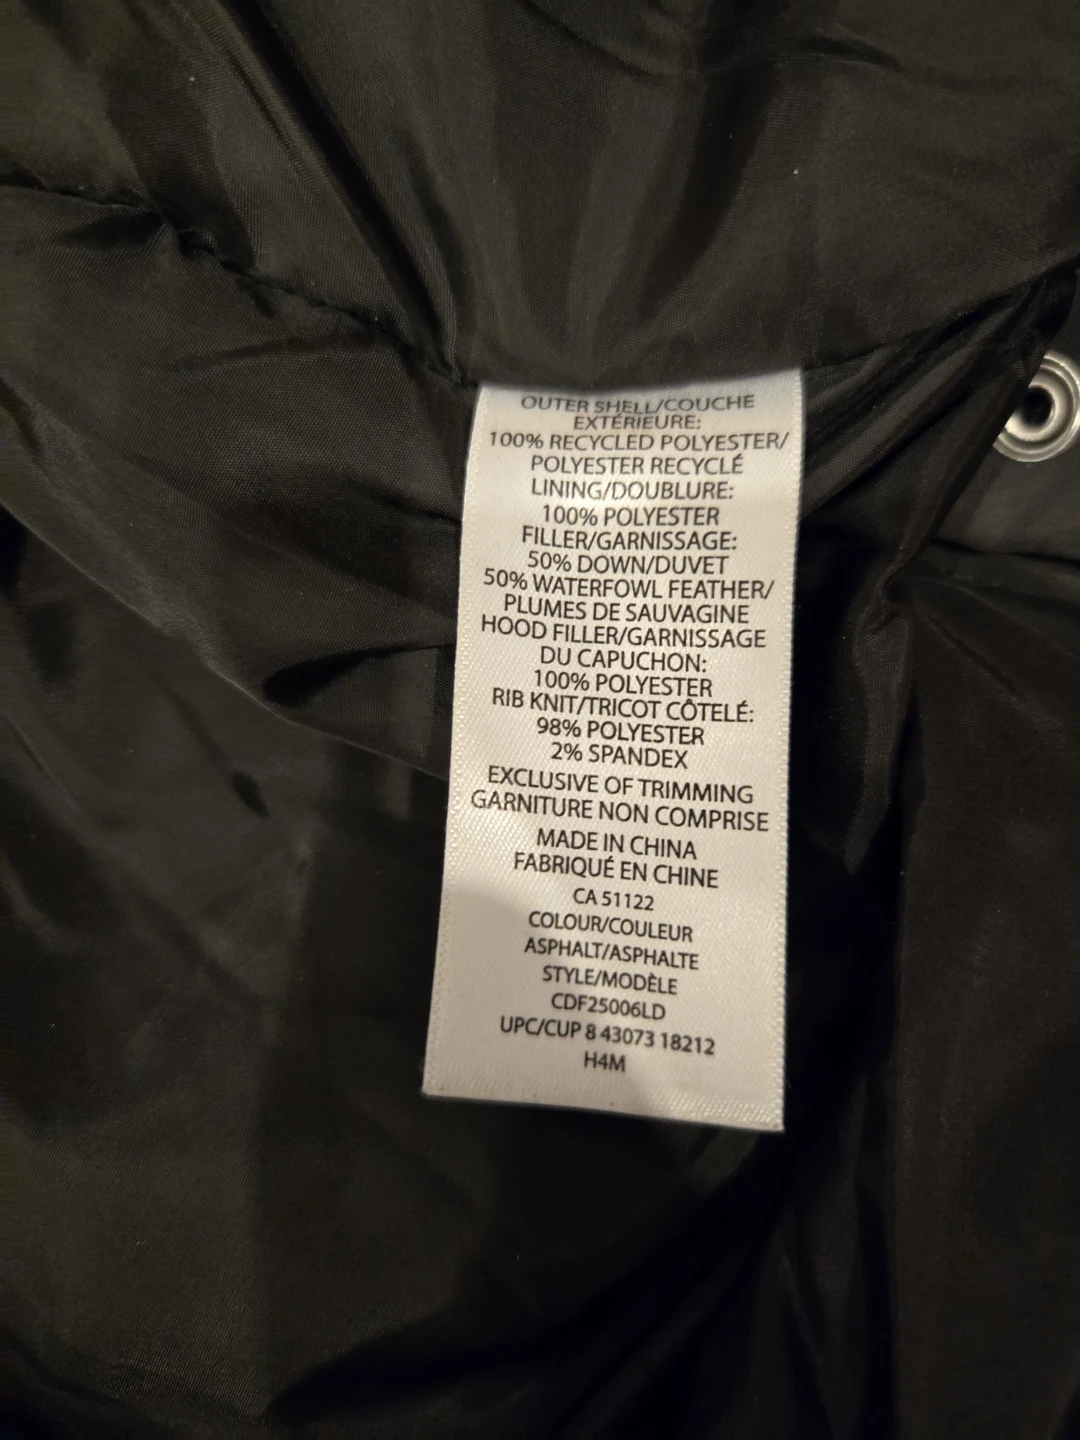 OUTER SHELL/COUCHE
EXTÉRIEURE:
100% RECYCLED POLYESTER/
POLYESTER RECYCLÉ
LINING/DOUBLURE:
100% POLYESTER
FILLER/GARNISSAGE:
50% DOWN/DUVET
50% WATERFOWL FEATHER/
PLUMES DE SAUVAGINE
HOOD FILLER/GARNISSAGE
DU CAPUCHON:
100% POLYESTER
RIB KNIT/TRICOT CÔTELÉ:
98% POLYESTER
2% SPANDEX
EXCLUSIVE OF TRIMMING
GARNITURE NON COMPRISE
MADE IN CHINA
FABRIQUÉ EN CHINE
CA 51122
COLOUR/COULEUR
ASPHALT/ASPHALTE
STYLE/MODÈLE
CDF25006LD
UPC/CUP 8 43073 18212
H4M